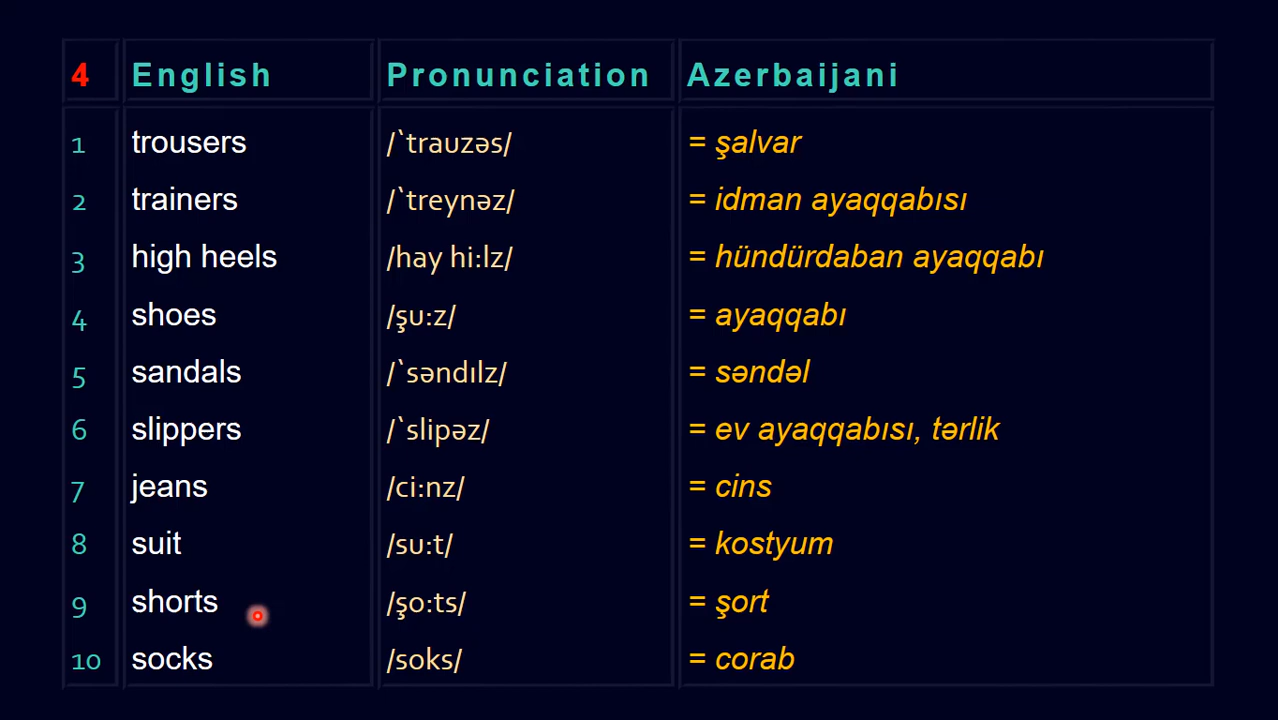 4 English Pronunciation Azerbaijani
1 trousers /`trauzəs/ = şalvar
2 trainers /`treynəz/ = idman ayaqqabısı
3 high heels /hay hi:lz/ = hündürdaban ayaqqabı
4 shoes /şu:z/ = ayaqqabı
5 sandals /`səndılz/ = səndəl
6 slippers /`slipəz/ = ev ayaqqabısı, tərlik
7 jeans /ci:nz/ = cins
8 suit /su:t/ = kostyum
9 shorts /şo:ts/ = şort
10 socks /soks/ = corab